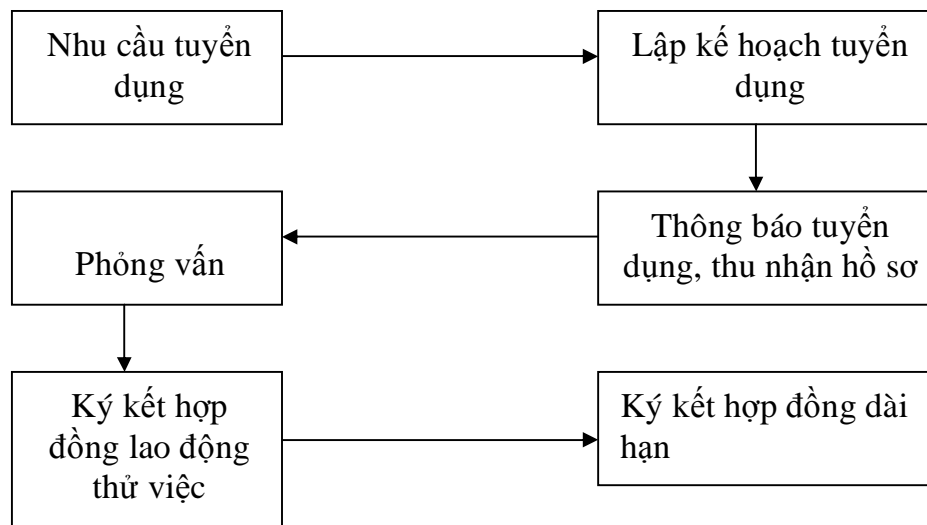 Nhu cầu tuyển
dụng
Lập kế hoạch tuyển
dụng
Thông báo tuyển
dụng, thu nhận hồ sơ
Phỏng vấn
Ký kết hợp
đồng lao động
thử việc
Ký kết hợp đồng dài
hạn